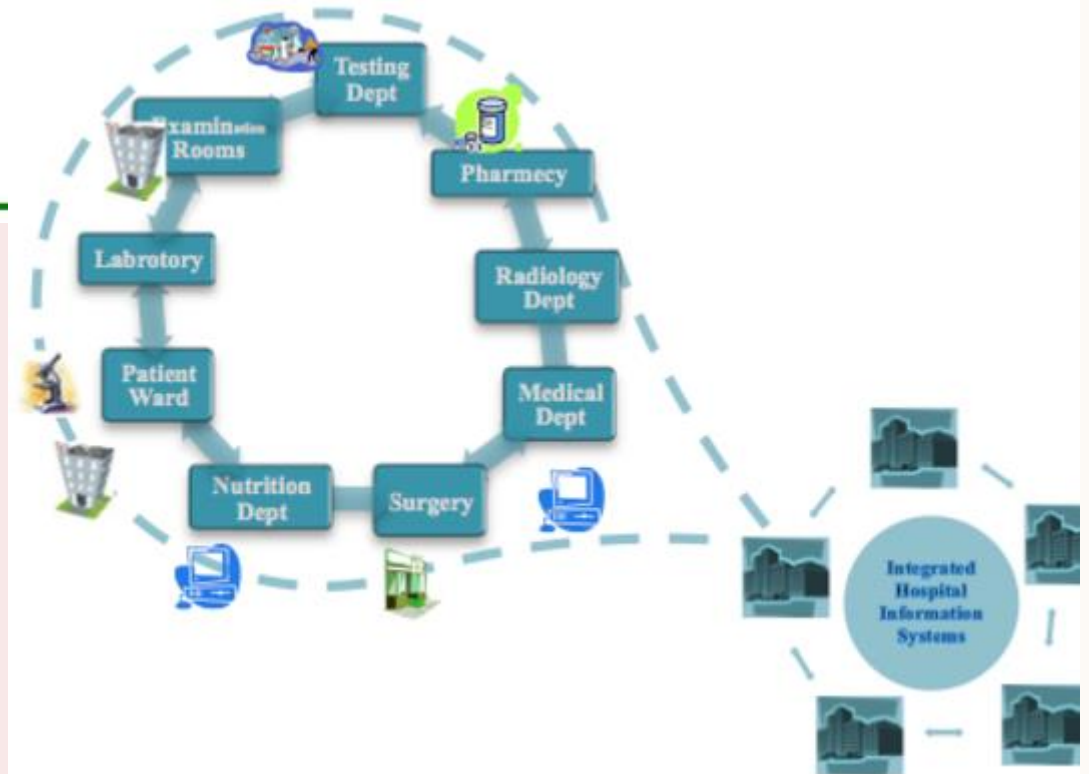 Testing
Dept
Examination
Rooms
Pharmecy
Labrotory
Radiology
Dept
Patient
Ward
Medical
Dept
Nutrition
Dept
Surgery
Integrated
Hospital
Information
Systems